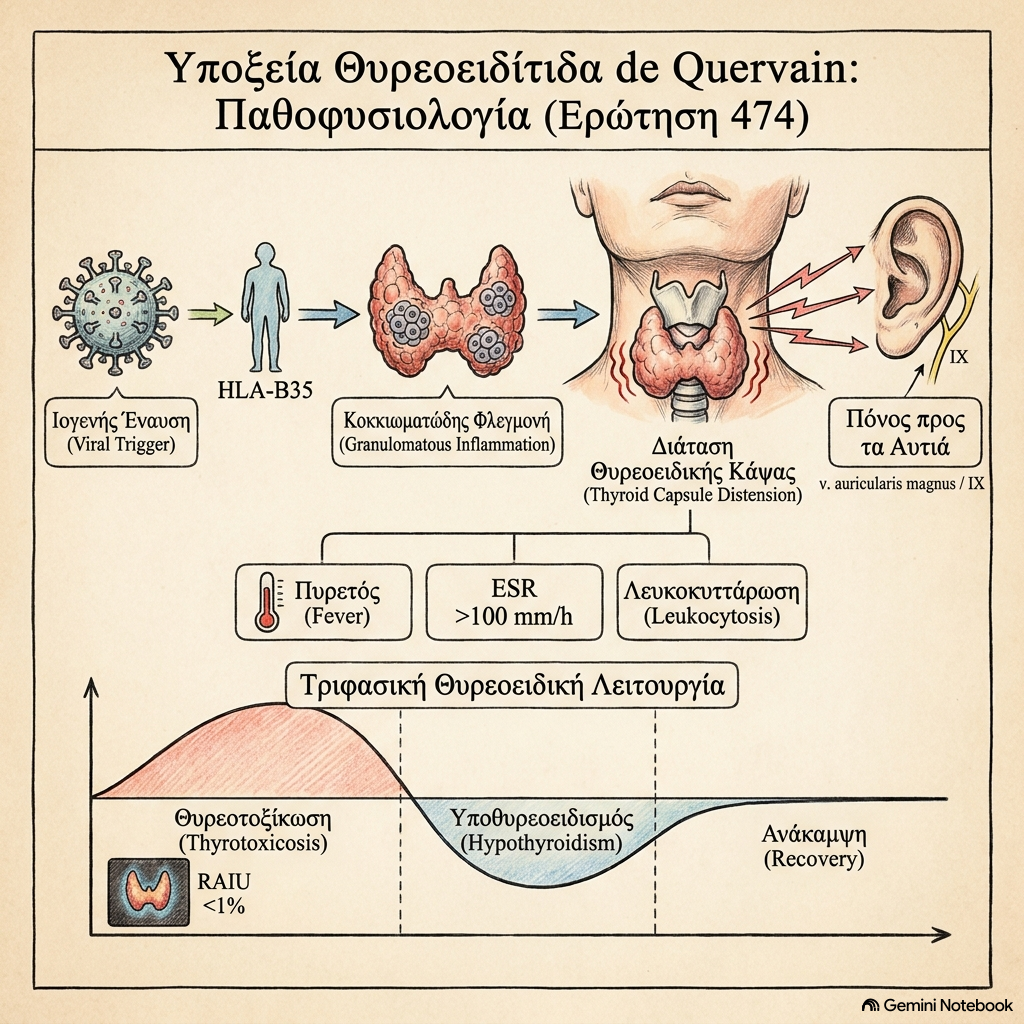 Υποξεία Θυρεοειδίτιδα de Quervain:
Παθοφυσιολογία (Ερώτηση 474)
HLA-B35
Ιογενής Έναυση
(Viral Trigger)
Κοκκιωματώδης Φλεγμονή
(Granulomatous Inflammation)
Διάταση
Θυρεοειδικής Κάψας
(Thyroid Capsule Distension)
IX
Πόνος προς
τα Αυτιά
ν. auricularis magnus / IX
Πυρετός
(Fever)
ESR
>100 mm/h
Λευκοκυττάρωση
(Leukocytosis)
Τριφασική Θυρεοειδική Λειτουργία
Θυρεοτοξίκωση
(Thyrotoxicosis)
RAIU
<1%
Υποθυρεοειδισμός
(Hypothyroidism)
Ανάκαμψη
(Recovery)
Gemini Notebook